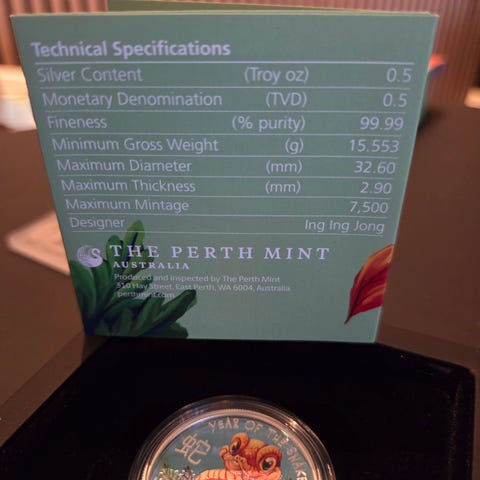 Technical Specifications
Silver Content (Troy oz) 0.5
Monetary Denomination (TVD) 0.5
Fineness (% purity) 99.99
Minimum Gross Weight (g) 15.553
Maximum Diameter (mm) 32.60
Maximum Thickness (mm) 2.90
Maximum Mintage 7,500
Designer Ing Ing Jong
THE PERTH MINT
AUSTRALIA
Produced and inspected by The Perth Mint
310 Hay Street, East Perth, WA 6004, Australia
perthmint.com
蛇 YEAR OF THE SNAKE